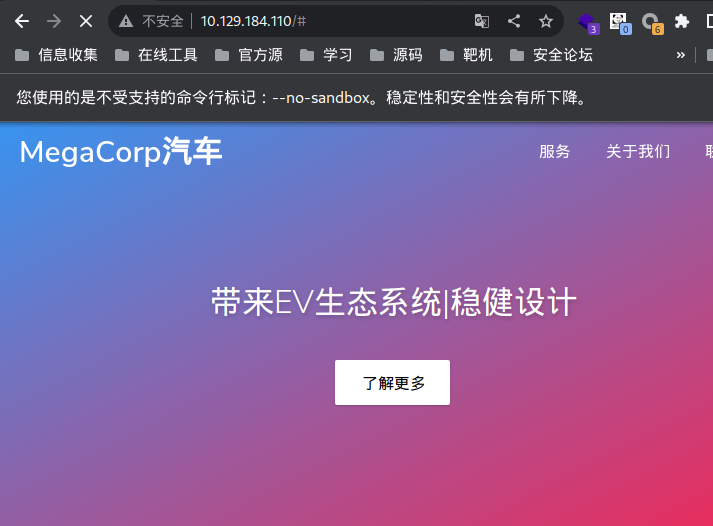 不安全 10.129.184.110/#
3 0 6
信息收集 在线工具 官方源 学习 源码 靶机 安全论坛 »
您使用的是不受支持的命令行标记：--no-sandbox。稳定性和安全性会有所下降。
MegaCorp汽车 服务 关于我们
带来EV生态系统|稳健设计
了解更多